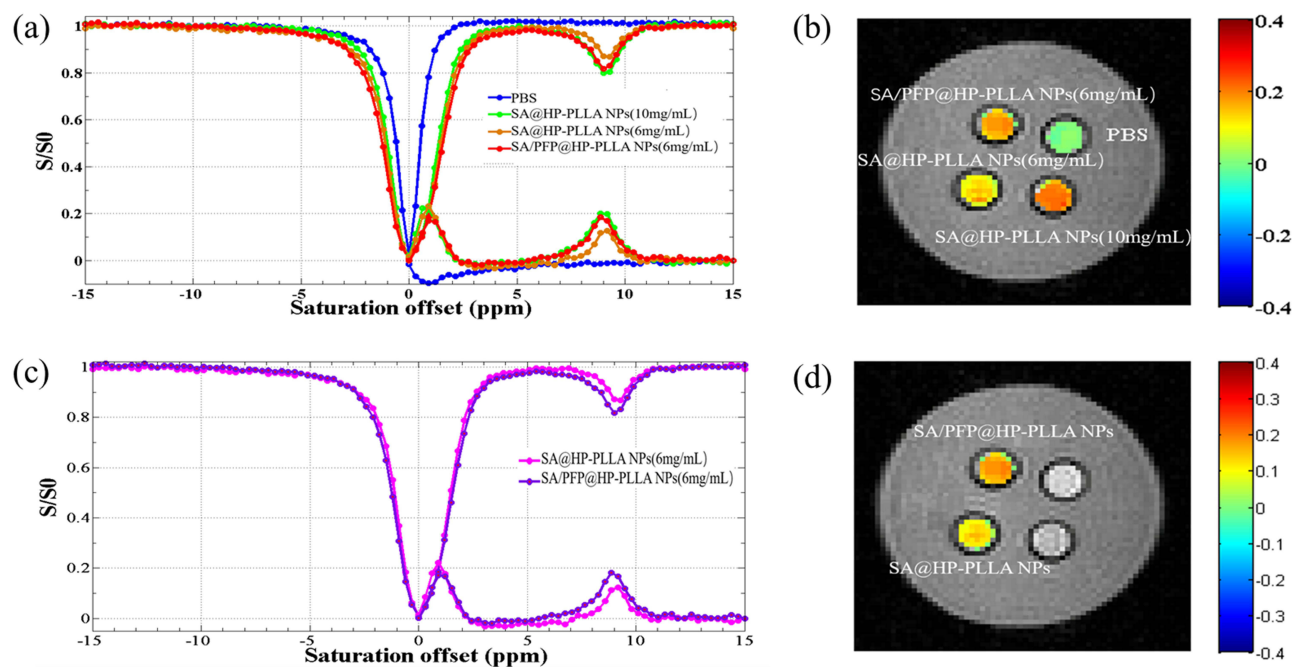 (a)
S/S0
1
0.8
0.6
0.4
0.2
0
PBS
SA@HP-PLLA NPs(10mg/mL)
SA@HP-PLLA NPs(6mg/mL)
SA/PFP@HP-PLLA NPs(6mg/mL)
-15 -10 -5 0 5 10 15
Saturation offset (ppm)
(b)
SA/PFP@HP-PLLA NPs(6mg/mL)
PBS
SA@HP-PLLA NPs(6mg/mL)
SA@HP-PLLA NPs(10mg/mL)
0.4
0.2
0
-0.2
-0.4
(c)
S/S0
1
0.8
0.6
0.4
0.2
0
SA@HP-PLLA NPs(6mg/mL)
SA/PFP@HP-PLLA NPs(6mg/mL)
-15 -10 -5 0 5 10 15
Saturation offset (ppm)
(d)
SA/PFP@HP-PLLA NPs
SA@HP-PLLA NPs
0.4
0.3
0.2
0.1
0
-0.1
-0.2
-0.3
-0.4